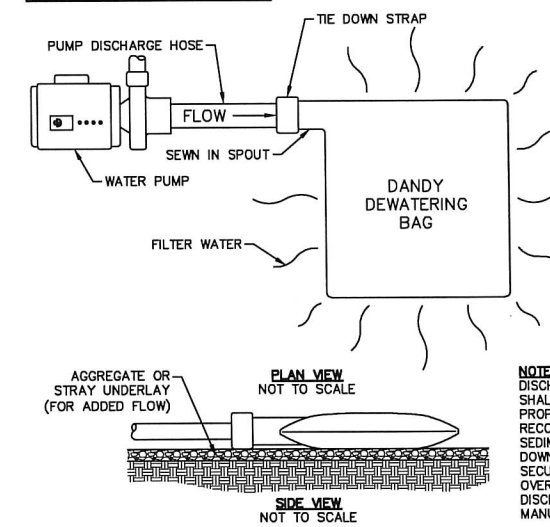 TIE DOWN STRAP
PUMP DISCHARGE HOSE
FLOW
SEWN IN SPOUT
WATER PUMP
DANDY
DEWATERING
BAG
FILTER WATER
AGGREGATE OR
STRAY UNDERLAY
(FOR ADDED FLOW)
PLAN VIEW
NOT TO SCALE
SIDE VIEW
NOT TO SCALE
NOTE
DISCH
SHAL
PROP
RECO
SEDIM
DOWN
SECU
OVER
DISCH
MANU